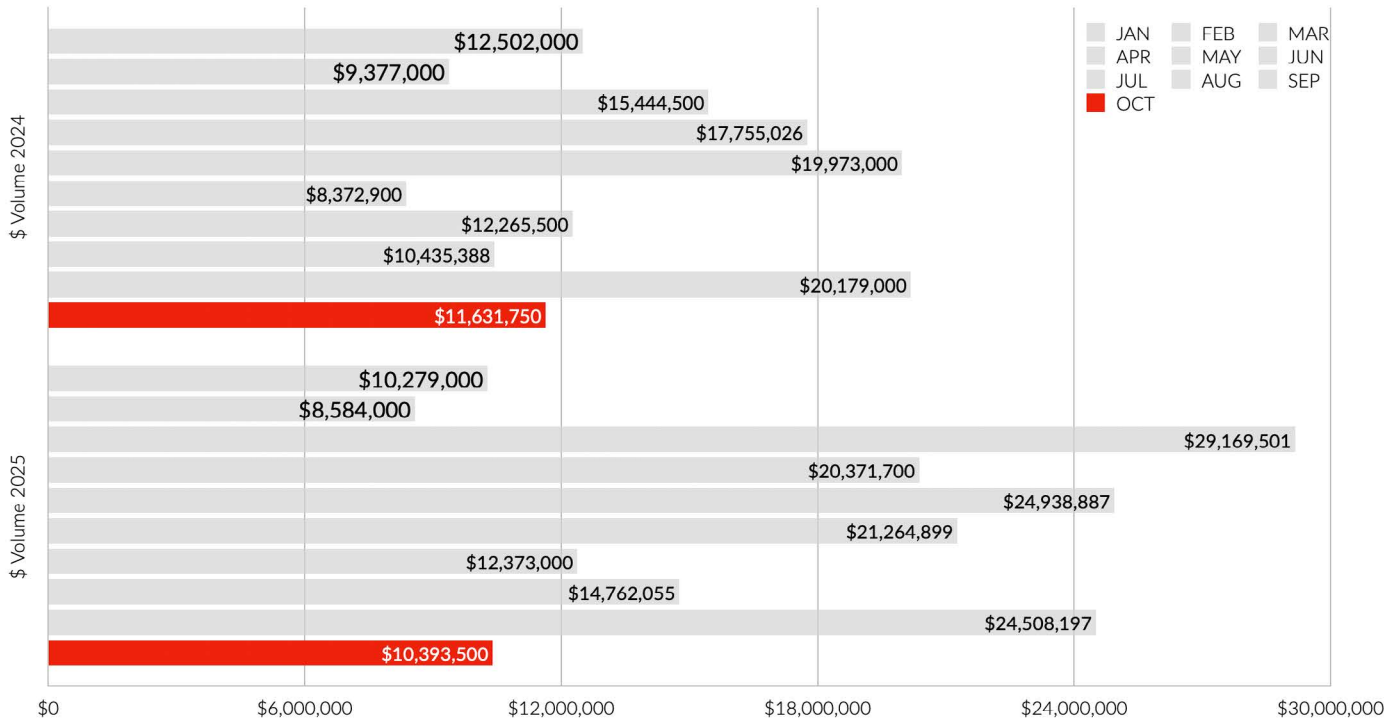 JAN FEB MAR
APR MAY JUN
JUL AUG SEP
OCT
$ Volume 2024
$12,502,000
$9,377,000
$15,444,500
$17,755,026
$19,973,000
$8,372,900
$12,265,500
$10,435,388
$20,179,000
$11,631,750
$ Volume 2025
$10,279,000
$8,584,000
$29,169,501
$20,371,700
$24,938,887
$21,264,899
$12,373,000
$14,762,055
$24,508,197
$10,393,500
$0 $6,000,000 $12,000,000 $18,000,000 $24,000,000 $30,000,000